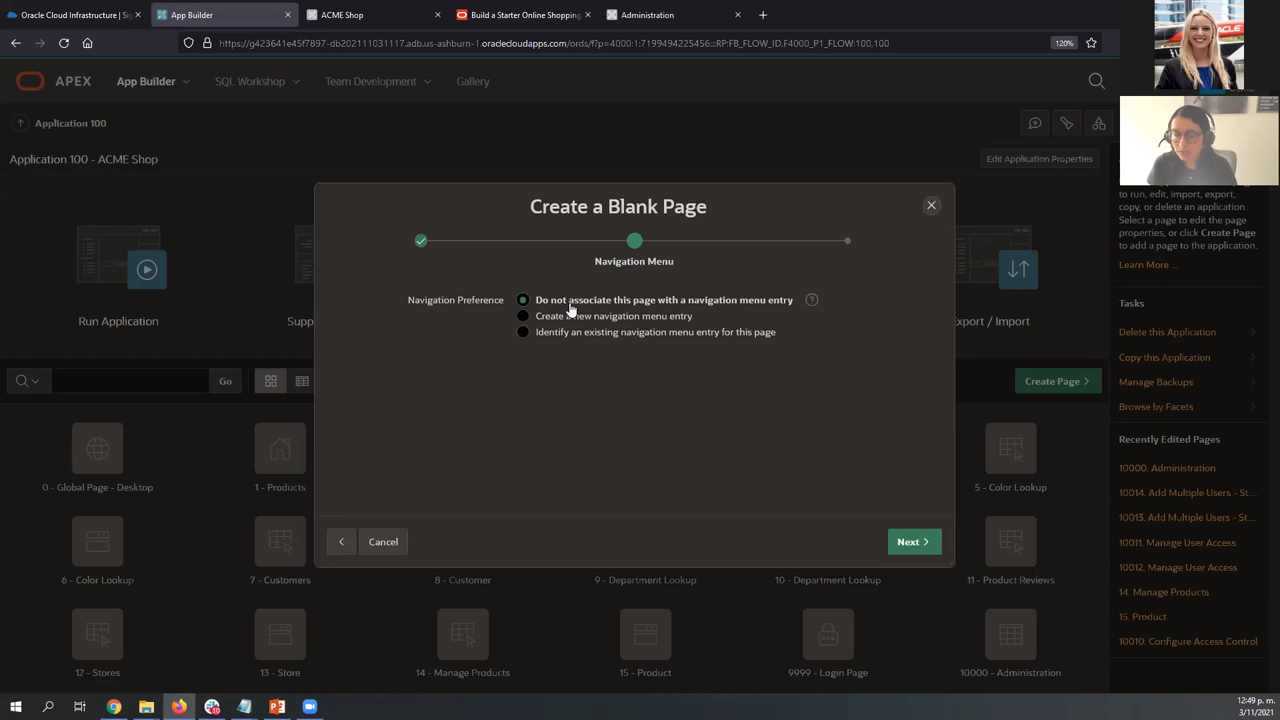 Oracle Cloud Infrastructure | Sig
App Builder
ACME Shop
Build an Online Shopping
Administration
https://g423641e45f7897-db202111031117.adb.us-ashburn-1.oraclecloudapps.com/ords/f?p=4000:1:7199494225456::RP:FB_FLOW_ID,F4000_P1_FLOW:100,100
120%
APEX
App Builder
SQL Workshop
Team Development
Gallery
Application 100
Application 100 - ACME Shop
Edit Application Properties
Create a Blank Page
Navigation Menu
Navigation Preference
Do not associate this page with a navigation menu entry
Create a new navigation menu entry
Identify an existing navigation menu entry for this page
Cancel
Next
Run Application
Supp
Export / Import
Go
Create Page
0 - Global Page - Desktop
1 - Products
5 - Color Lookup
6 - Color Lookup
7 - Customers
8 - Customer
9 - Department Lookup
10 - Department Lookup
11 - Product Reviews
12 - Stores
13 - Store
14 - Manage Products
15 - Product
9999 - Login Page
10000 - Administration
to run, edit, import, export,
copy, or delete an application.
Select a page to edit the page
properties, or click Create Page
to add a page to the application.
Learn More ...
Tasks
Delete this Application
Copy this Application
Manage Backups
Browse by Facets
Recently Edited Pages
10000. Administration
10014. Add Multiple Users - St...
10013. Add Multiple Users - St...
10011. Manage User Access
10012. Manage User Access
14. Manage Products
15. Product
10010. Configure Access Control
12:49 p. m.
3/11/2021